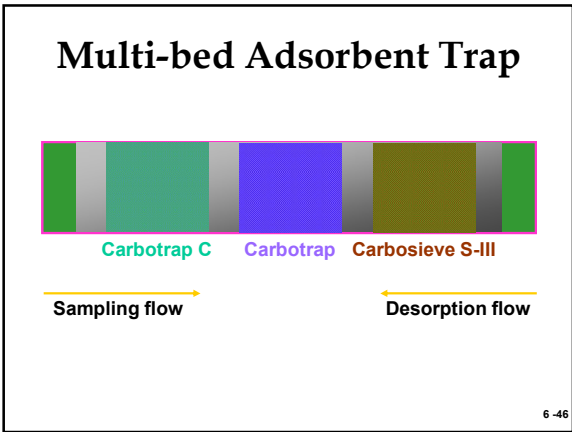 Multi-bed Adsorbent Trap
Carbotrap C Carbotrap Carbosieve S-III
Sampling flow Desorption flow
6 -46